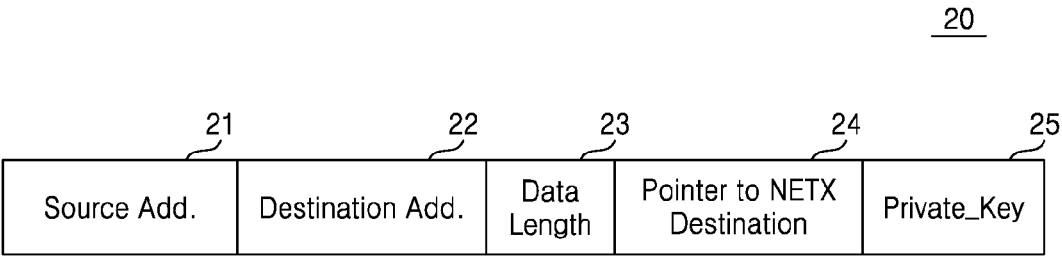 20
21 22 23 24 25
Source Add. Destination Add. Data Length Pointer to NETX Destination Private_Key